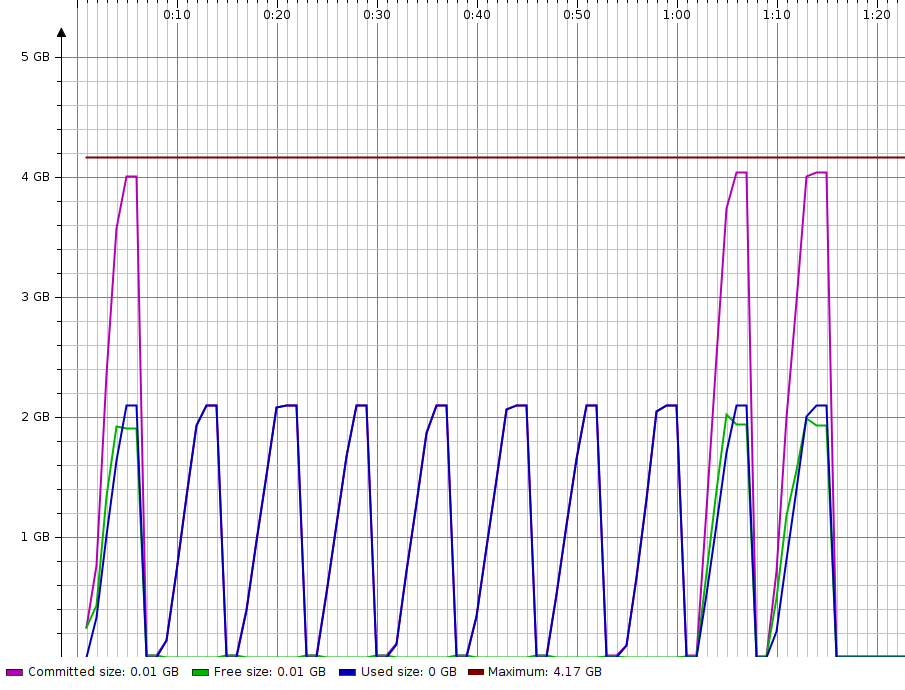 0:10 0:20 0:30 0:40 0:50 1:00 1:10 1:20
5 GB
4 GB
3 GB
2 GB
1 GB
Committed size: 0.01 GB Free size: 0.01 GB Used size: 0 GB Maximum: 4.17 GB